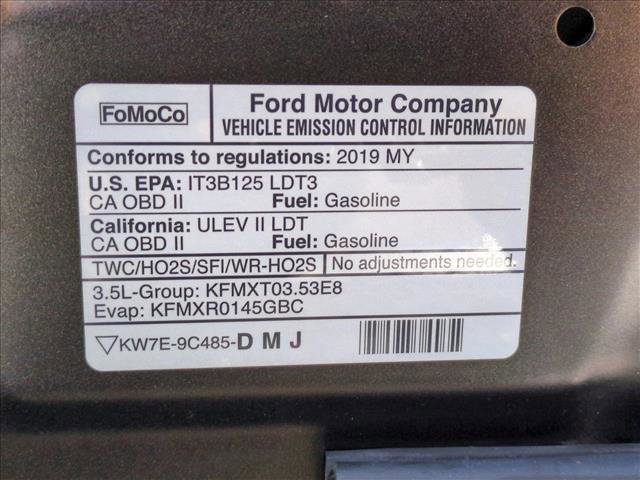 FoMoCo
Ford Motor Company
VEHICLE EMISSION CONTROL INFORMATION
Conforms to regulations: 2019 MY
U.S. EPA: IT3B125 LDT3
CA OBD II Fuel: Gasoline
California: ULEV II LDT
CA OBD II Fuel: Gasoline
TWC/HO2S/SFI/WR-HO2S No adjustments needed.
3.5L-Group: KFMXT03.53E8
Evap: KFMXR0145GBC
KW7E-9C485-D M J